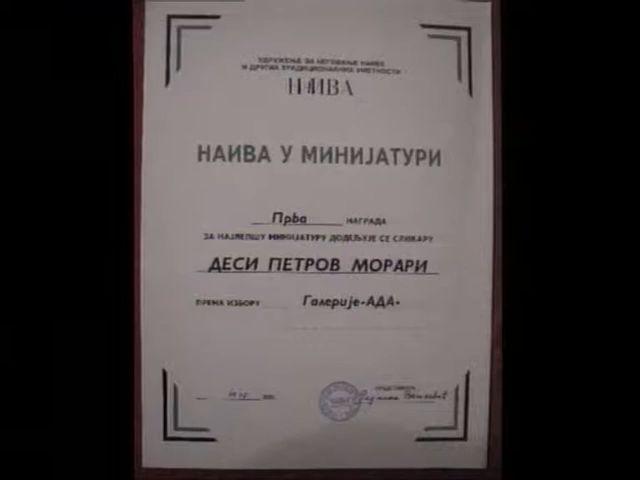 УДРУЖЕЊЕ ЗА НЕГОВАЊЕ НАИВЕ
И ДРУГИХ ТРАДИЦИОНАЛНИХ УМЕТНОСТИ
НАИВА
НАИВА У МИНИЈАТУРИ
Прва НАГРАДА
ЗА НАЈЛЕПШУ МИНИЈАТУРУ ДОДЕЉУЈЕ СЕ СЛИКАРУ
ДЕСИ ПЕТРОВ МОРАРИ
ПРЕМА ИЗБОРУ Галерије-АДА-